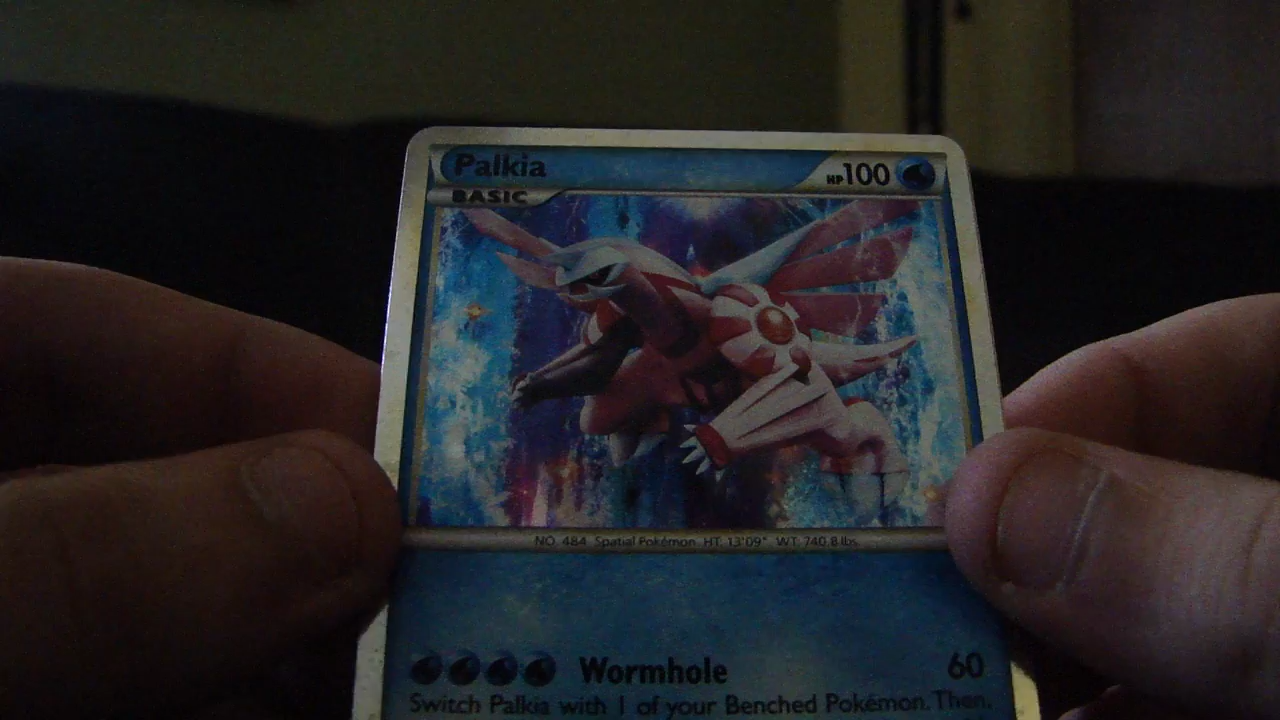 Palkia HP100
BASIC
NO. 484 Spatial Pokémon HT: 13'09" WT: 740.8 lbs.
Wormhole 60
Switch Palkia with 1 of your Benched Pokémon. Then,